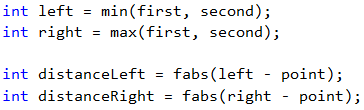 int left = min(first, second);
int right = max(first, second);
int distanceLeft = fabs(left - point);
int distanceRight = fabs(right - point);